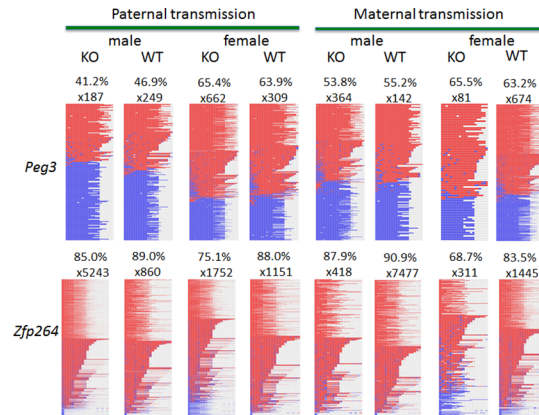 Paternal transmission Maternal transmission
male female male female
KO WT KO WT KO WT KO WT
41.2% 46.9% 65.4% 63.9% 53.8% 55.2% 65.5% 63.2%
x187 x249 x662 x309 x364 x142 x81 x674
Peg3
85.0% 89.0% 75.1% 88.0% 87.9% 90.9% 68.7% 83.5%
x5243 x860 x1752 x1151 x418 x7477 x311 x1445
Zfp264